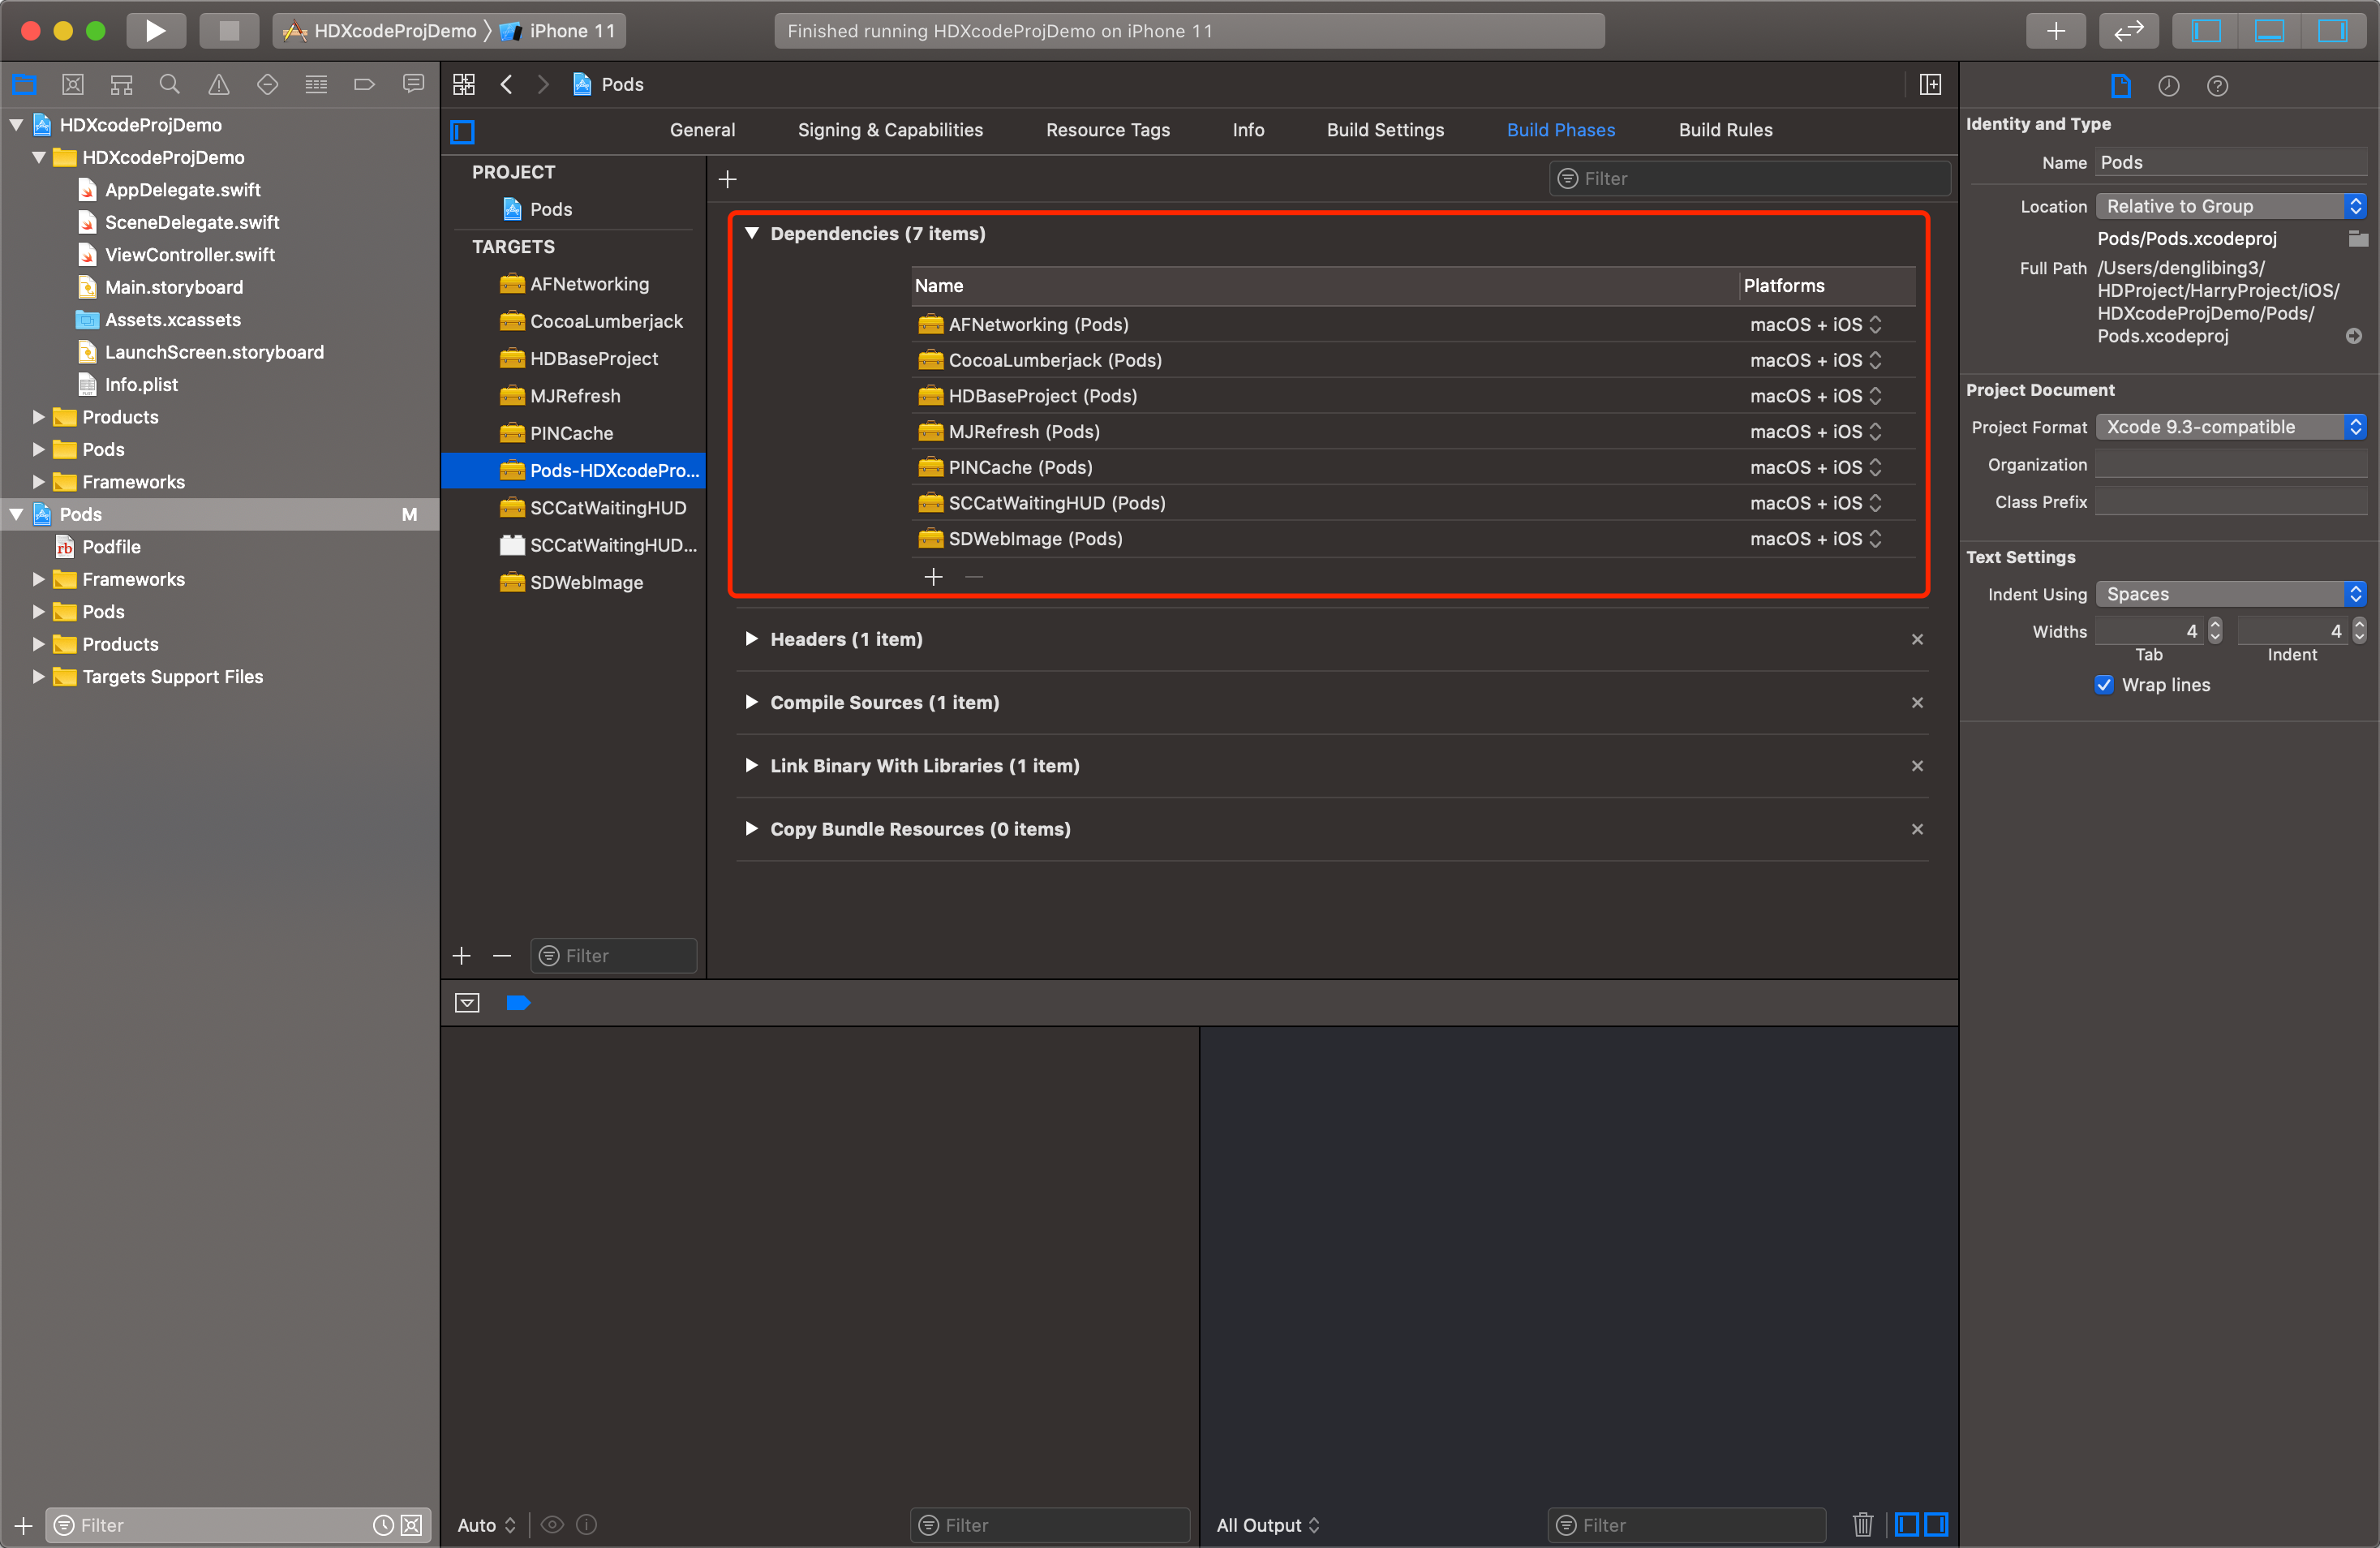 HDXcodeProjDemo
iPhone 11
Finished running HDXcodeProjDemo on iPhone 11
HDXcodeProjDemo
HDXcodeProjDemo
AppDelegate.swift
SceneDelegate.swift
ViewController.swift
Main.storyboard
Assets.xcassets
LaunchScreen.storyboard
Info.plist
Products
Pods
Frameworks
Pods M
Podfile
Frameworks
Pods
Products
Targets Support Files
Filter
Pods
General Signing & Capabilities Resource Tags Info Build Settings Build Phases Build Rules
PROJECT
Pods
TARGETS
AFNetworking
CocoaLumberjack
HDBaseProject
MJRefresh
PINCache
Pods-HDXcodePro...
SCCatWaitingHUD
SCCatWaitingHUD...
SDWebImage
Filter
Filter
Dependencies (7 items)
Name Platforms
AFNetworking (Pods) macOS + iOS
CocoaLumberjack (Pods) macOS + iOS
HDBaseProject (Pods) macOS + iOS
MJRefresh (Pods) macOS + iOS
PINCache (Pods) macOS + iOS
SCCatWaitingHUD (Pods) macOS + iOS
SDWebImage (Pods) macOS + iOS
Headers (1 item)
Compile Sources (1 item)
Link Binary With Libraries (1 item)
Copy Bundle Resources (0 items)
Auto
Filter
All Output
Filter
Identity and Type
Name Pods
Location Relative to Group
Pods/Pods.xcodeproj
Full Path /Users/denglibing3/
HDProject/HarryProject/iOS/
HDXcodeProjDemo/Pods/
Pods.xcodeproj
Project Document
Project Format Xcode 9.3-compatible
Organization
Class Prefix
Text Settings
Indent Using Spaces
Widths 4 4
Tab Indent
Wrap lines